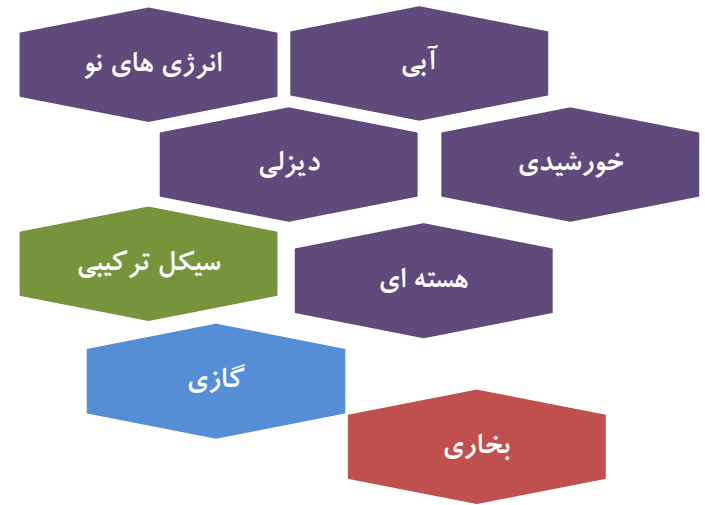 آبی
انرژی های نو
خورشیدی
دیزلی
هسته ای
سیکل ترکیبی
گازی
بخاری